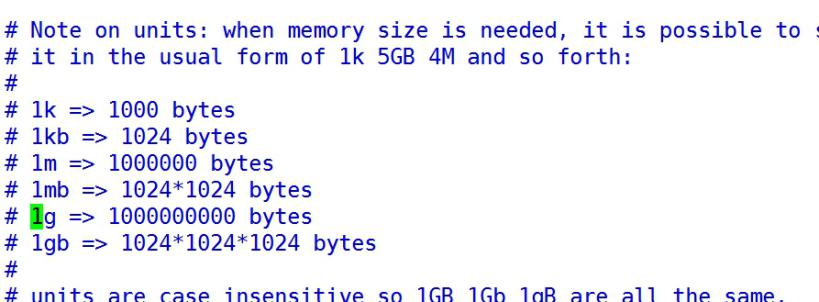 # Note on units: when memory size is needed, it is possible to
# it in the usual form of 1k 5GB 4M and so forth:
#
# 1k => 1000 bytes
# 1kb => 1024 bytes
# 1m => 1000000 bytes
# 1mb => 1024*1024 bytes
# 1g => 1000000000 bytes
# 1gb => 1024*1024*1024 bytes
#
# units are case insensitive so 1GB 1Gb 1gB are all the same.